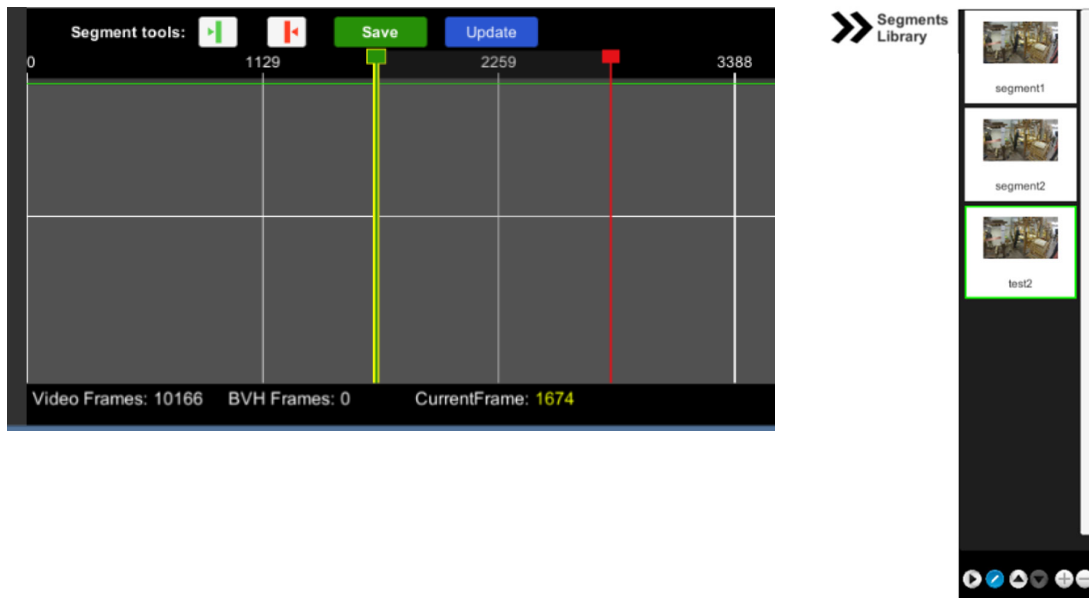 Segment tools: Save Update
0 1129 2259 3388
Video Frames: 10166 BVH Frames: 0 CurrentFrame: 1674
Segments
Library
segment1
segment2
test2